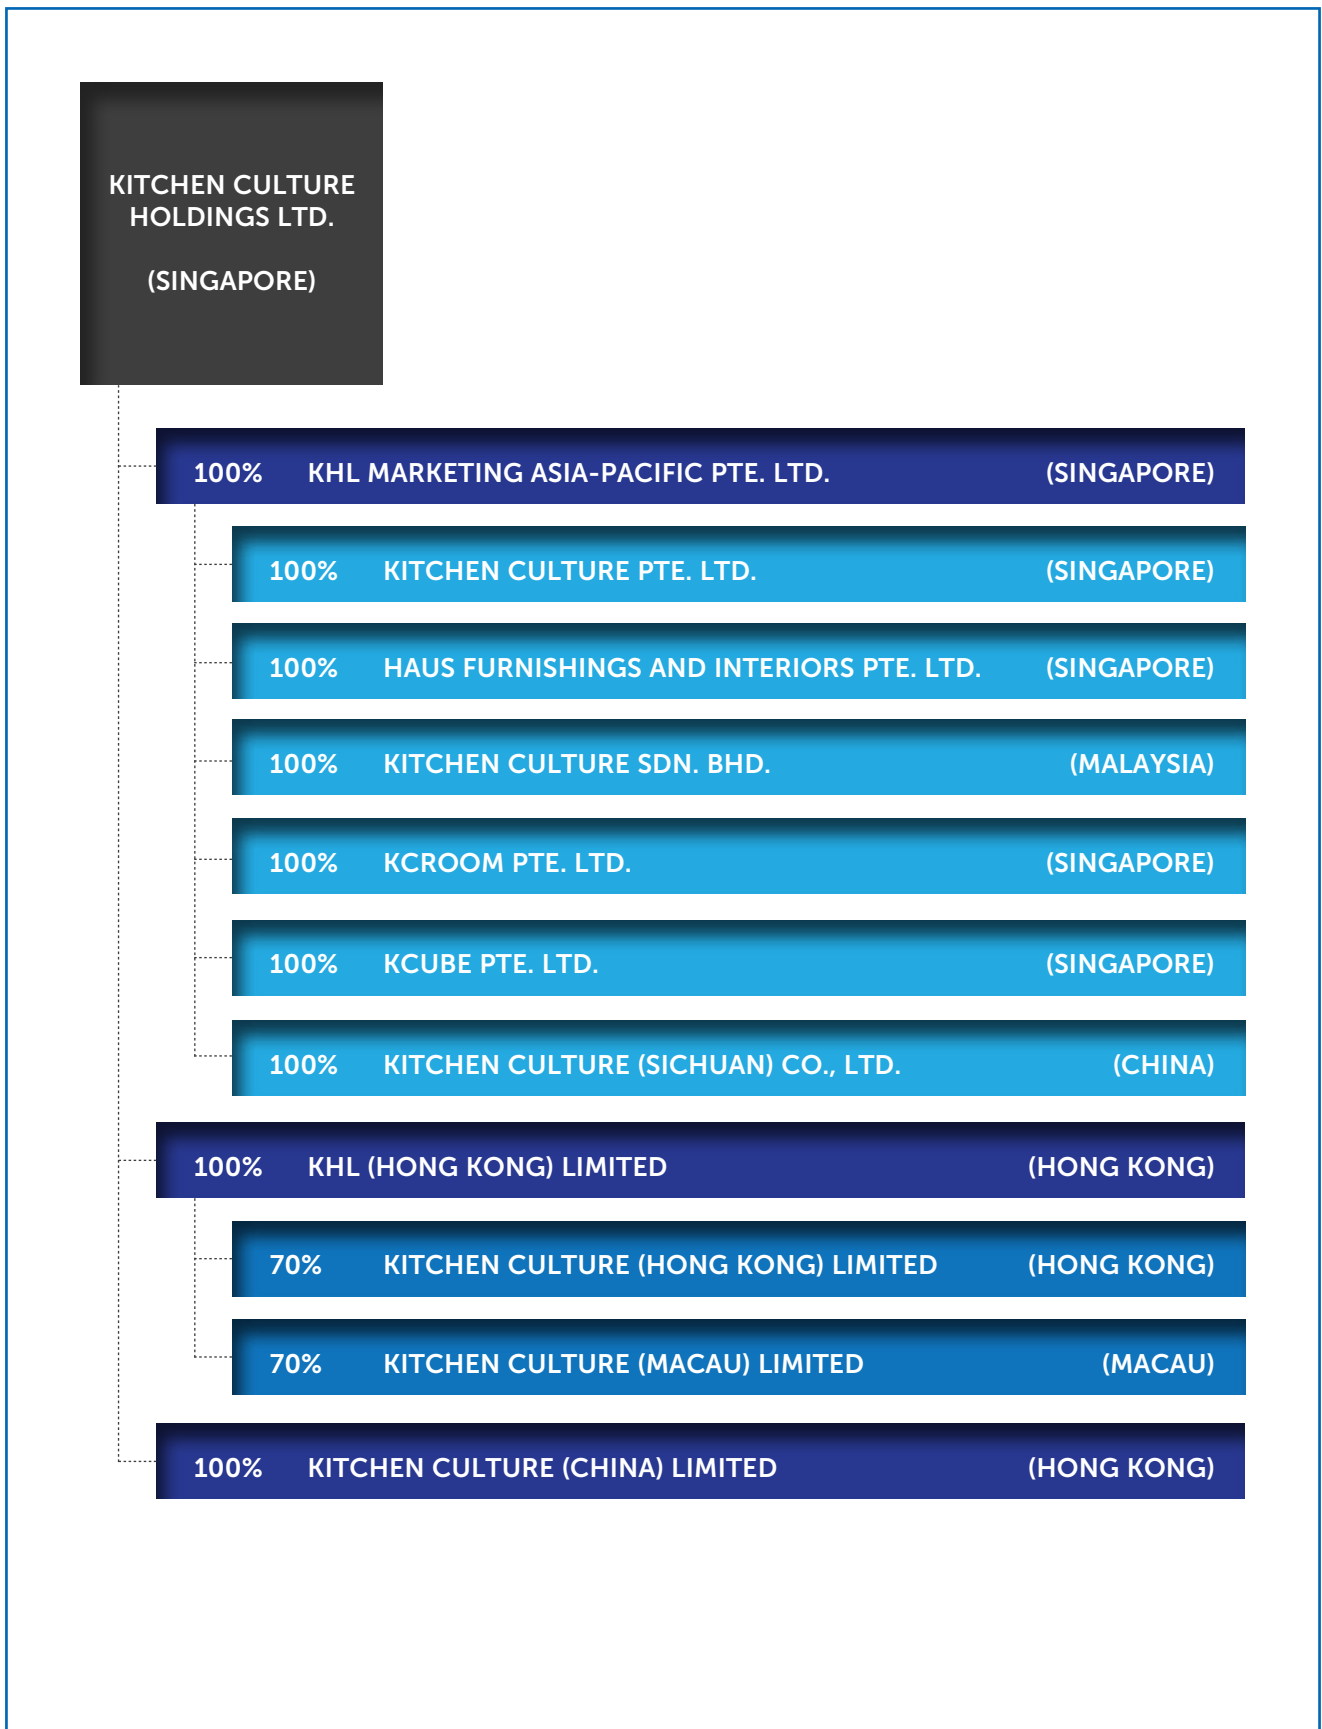 KITCHEN CULTURE
HOLDINGS LTD.
(SINGAPORE)
100% KHL MARKETING ASIA-PACIFIC PTE. LTD. (SINGAPORE)
100% KITCHEN CULTURE PTE. LTD. (SINGAPORE)
100% HAUS FURNISHINGS AND INTERIORS PTE. LTD. (SINGAPORE)
100% KITCHEN CULTURE SDN. BHD. (MALAYSIA)
100% KCROOM PTE. LTD. (SINGAPORE)
100% KCUBE PTE. LTD. (SINGAPORE)
100% KITCHEN CULTURE (SICHUAN) CO., LTD. (CHINA)
100% KHL (HONG KONG) LIMITED (HONG KONG)
70% KITCHEN CULTURE (HONG KONG) LIMITED (HONG KONG)
70% KITCHEN CULTURE (MACAU) LIMITED (MACAU)
100% KITCHEN CULTURE (CHINA) LIMITED (HONG KONG)